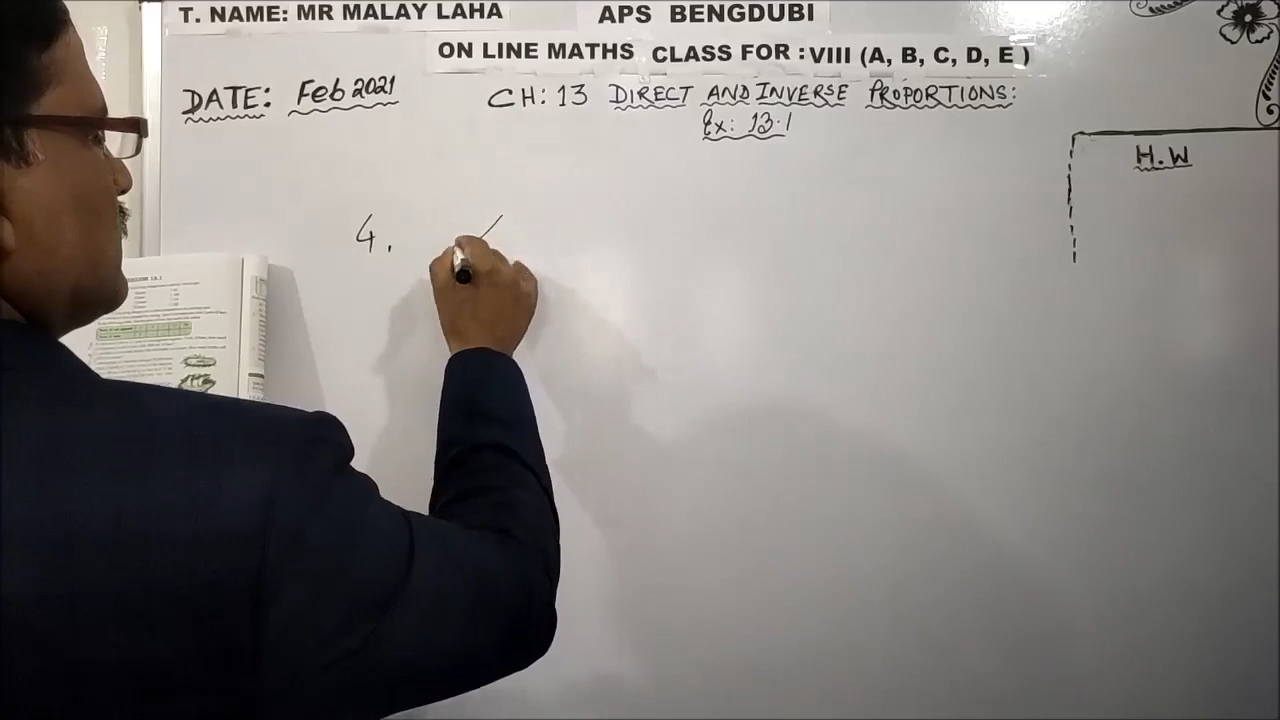 T. NAME: MR MALAY LAHA APS BENGDUBI
ON LINE MATHS CLASS FOR : VIII (A, B, C, D, E )
DATE: Feb 2021 CH: 13 DIRECT AND INVERSE PROPORTIONS:
Ex: 13.1
H.W
4.